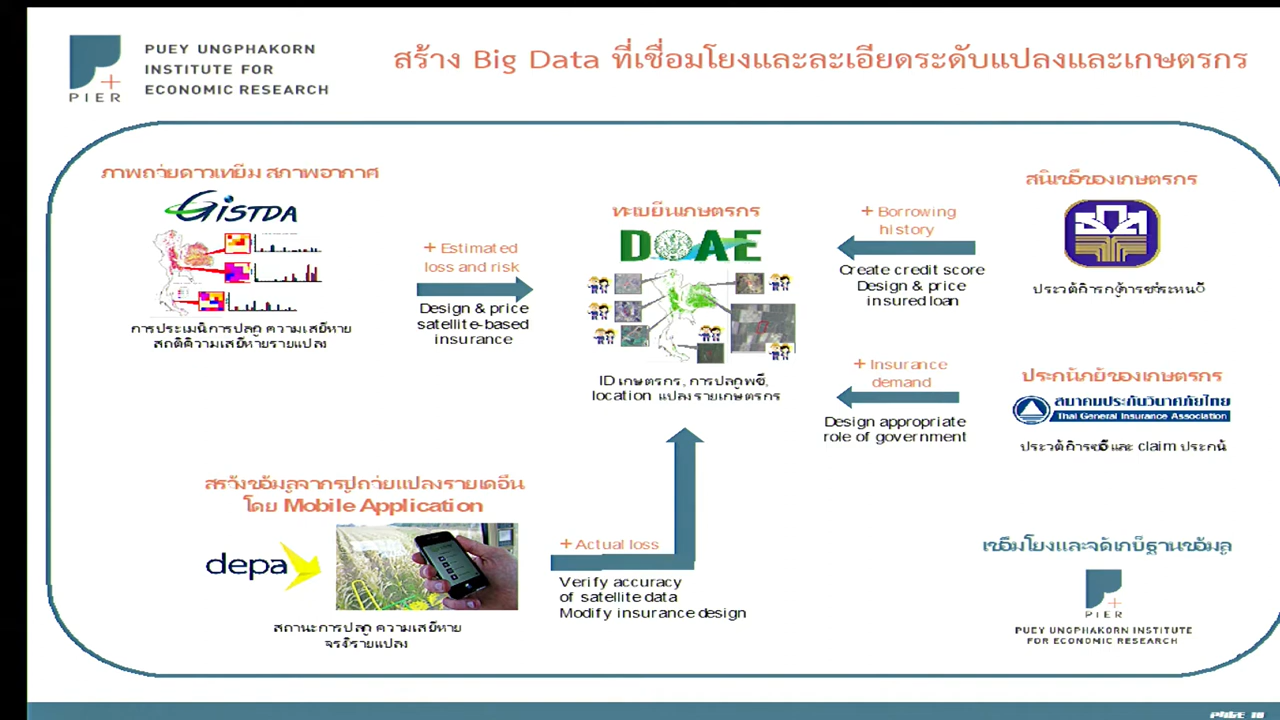 PUEY UNGPHAKORN
INSTITUTE FOR
ECONOMIC RESEARCH
PIER
สร้าง Big Data ที่เชื่อมโยงและละเอียดระดับแปลงและเกษตรกร
ภาพถ่ายดาวเทียม สภาพอากาศ
GISTDA
การประเมินการปลูก ความเสียหาย
สถิติความเสียหายรายแปลง
+ Estimated
loss and risk
Design & price
satellite-based
insurance
ทะเบียนเกษตรกร
DOAE
ID เกษตรกร, การปลูกพืช,
location แปลงรายเกษตรกร
+ Borrowing
history
Create credit score
Design & price
insured loan
สินเชื่อของเกษตรกร
ประวัติการกู้การชำระหนี้
+ Insurance
demand
Design appropriate
role of government
ประกันภัยของเกษตรกร
สมาคมประกันวินาศภัยไทย
Thai General Insurance Association
ประวัติการซื้อ และ claim ประกัน
สร้างข้อมูลจากรูปถ่ายแปลงรายเดือน
โดย Mobile Application
depa
สถานะการปลูก ความเสียหาย
จริงรายแปลง
+ Actual loss
Verify accuracy
of satellite data
Modify insurance design
เชื่อมโยงและจัดเก็บฐานข้อมูล
PIER
PUEY UNGPHAKORN INSTITUTE
FOR ECONOMIC RESEARCH
PAGE 10